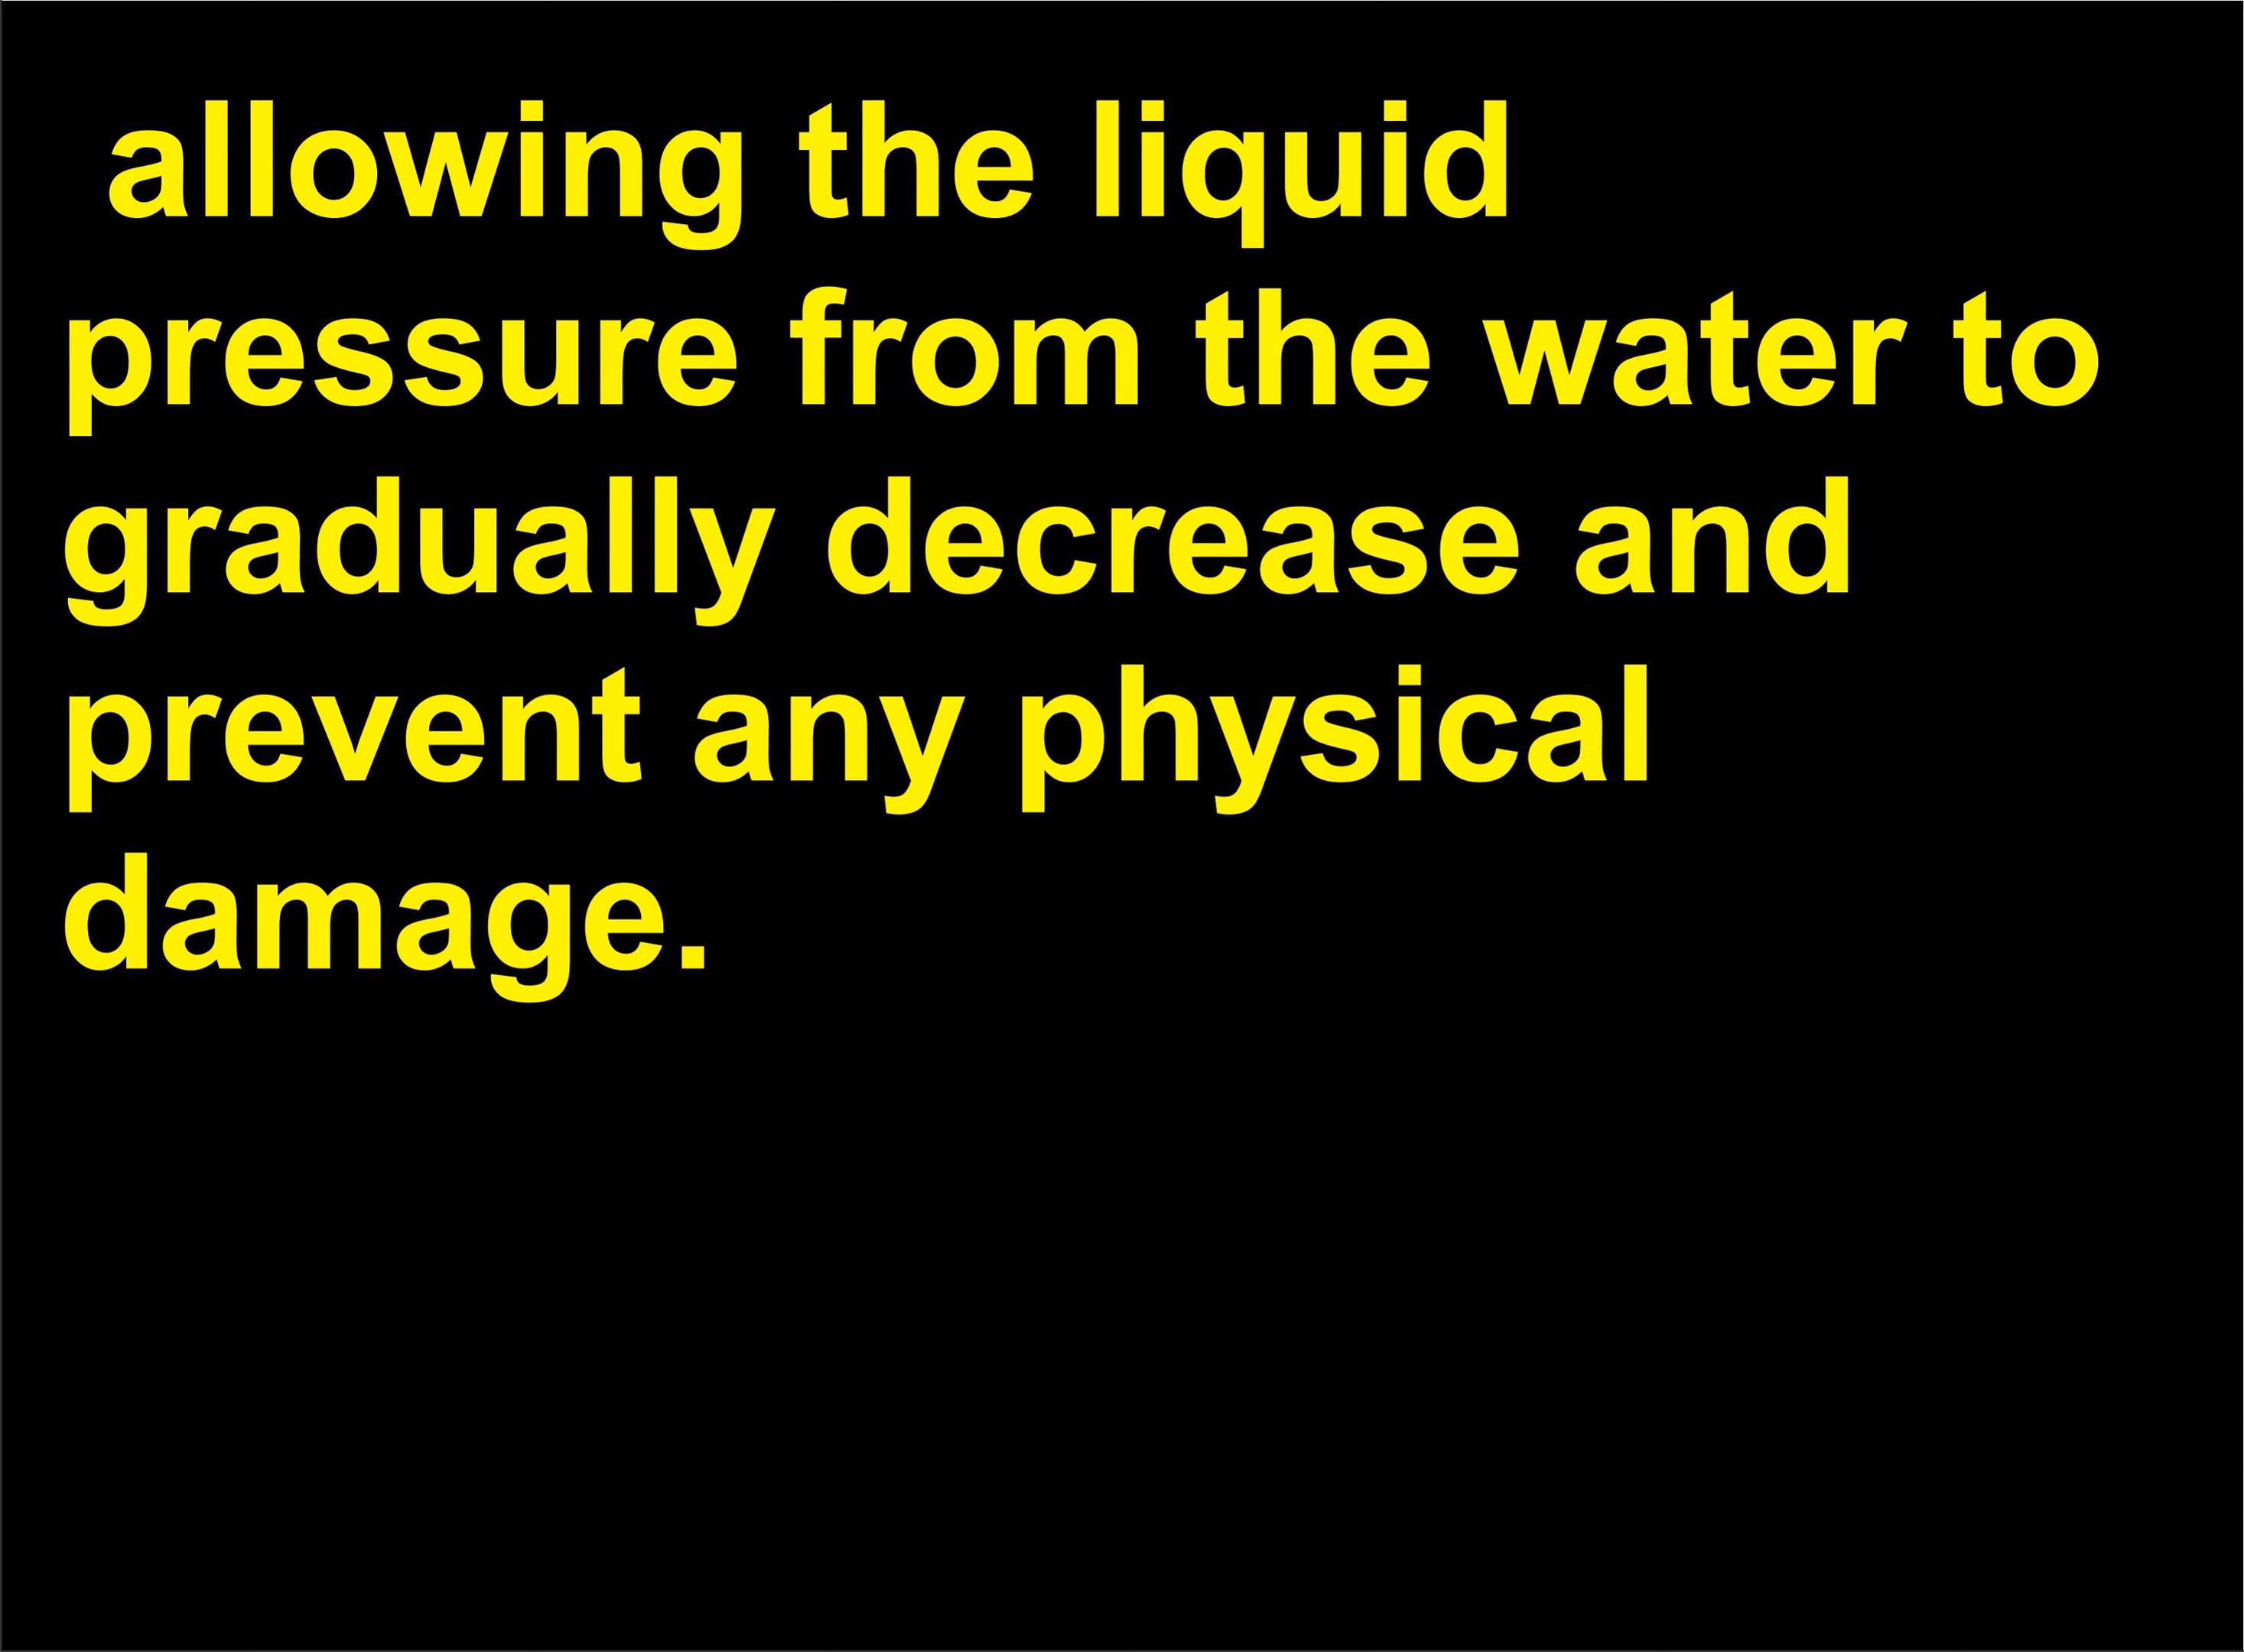 allowing the liquid
pressure from the water to
gradually decrease and
prevent any physical
damage.